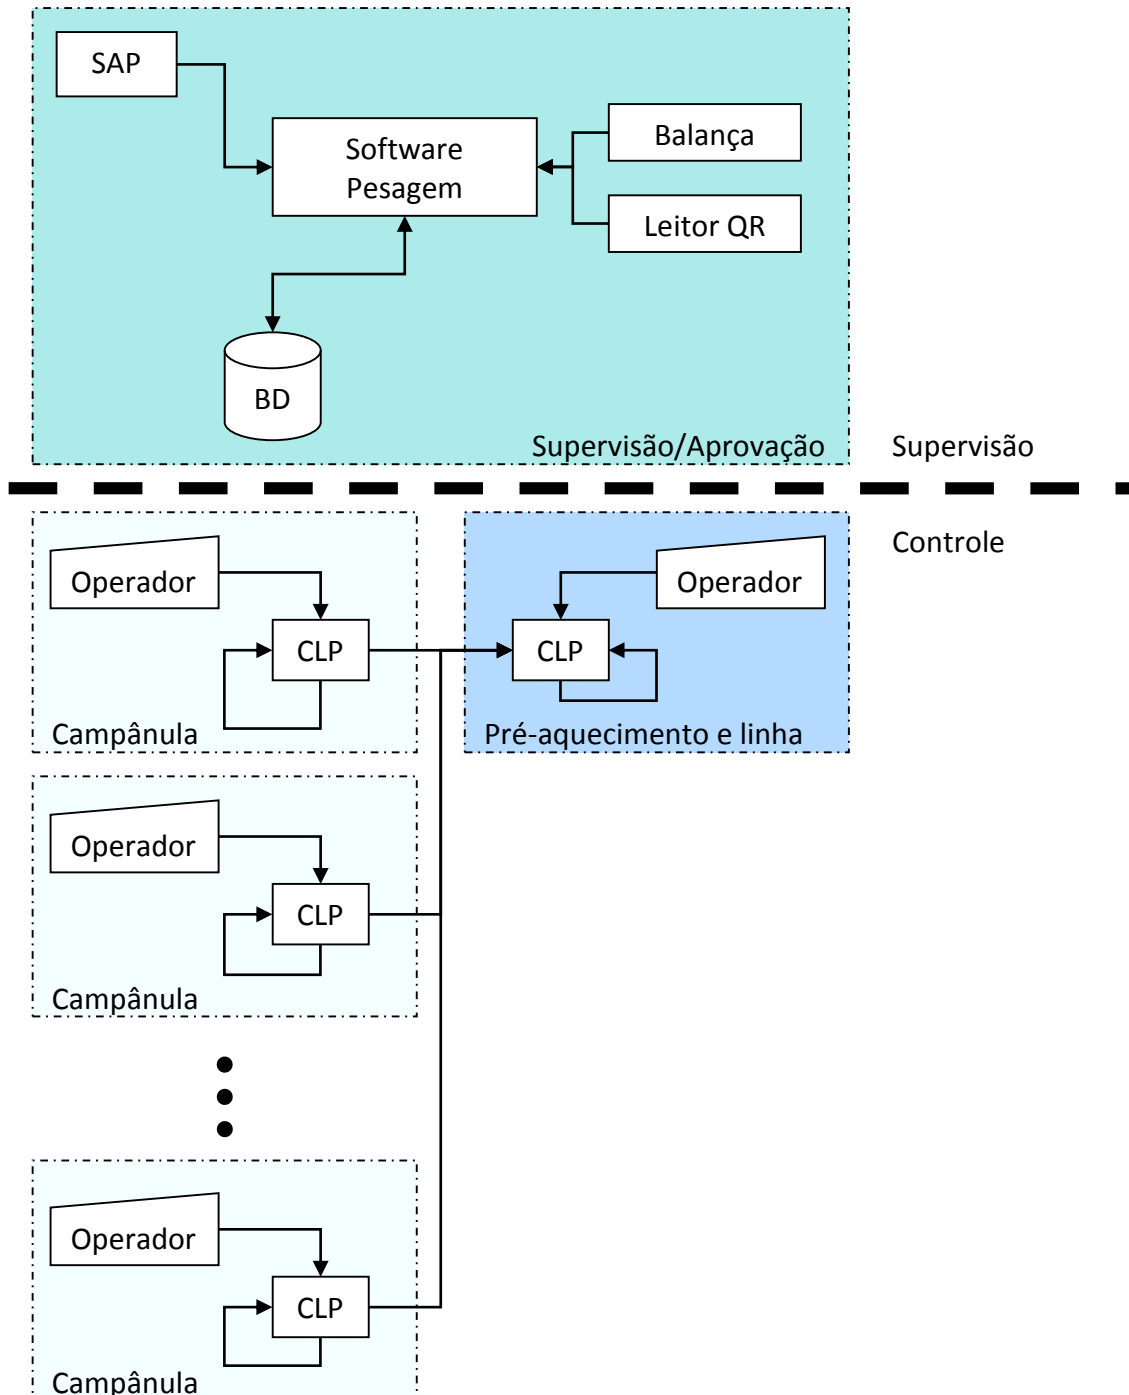 SAP
Software
Pesagem
Balança
Leitor QR
BD
Supervisão/Aprovação
Supervisão
Controle
Operador
CLP
Campânula
Operador
CLP
Pré-aquecimento e linha
Operador
CLP
Campânula
Operador
CLP
Campânula